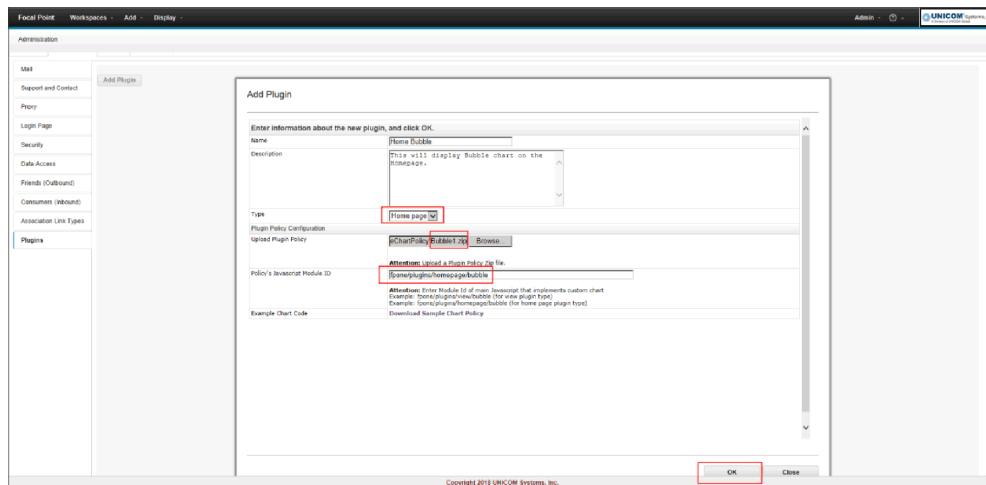 Focal Point Workspaces Add Display Admin UNICOM Systems,
Administration
Mail
Support and Contact
Proxy
Login Page
Security
Data Access
Friends (Outbound)
Consumers (Inbound)
Association Link Types
Plugins
Add Plugin
Add Plugin
Enter information about the new plugin, and click OK.
Name Home Bubble
Description This will display Bubble chart on the
Homepage.
Type Home page
Plugin Policy Configuration
Upload Plugin Policy eChartPolicy Bubble1.zip Browse...
Attention: Upload a Plugin Policy Zip file.
Policy's Javascript Module ID fpone/plugins/homepage/bubble
Attention: Enter Module Id of main Javascript that implements custom chart
Example: fpone/plugins/view/bubble (for view plugin type)
Example: fpone/plugins/homepage/bubble (for home page plugin type)
Example Chart Code Download Sample Chart Policy
OK Close
Copyright 2018 UNICOM Systems, Inc.